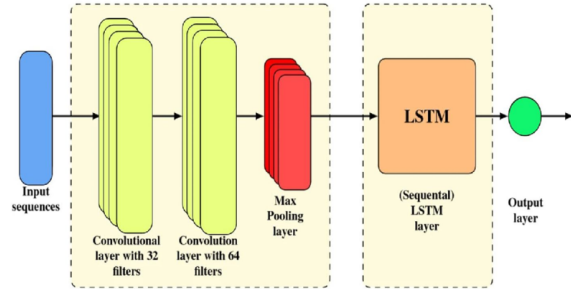 Input
sequences
Convolutional
layer with 32
filters
Convolution
layer with 64
filters
Max
Pooling
layer
LSTM
(Sequental)
LSTM
layer
Output
layer